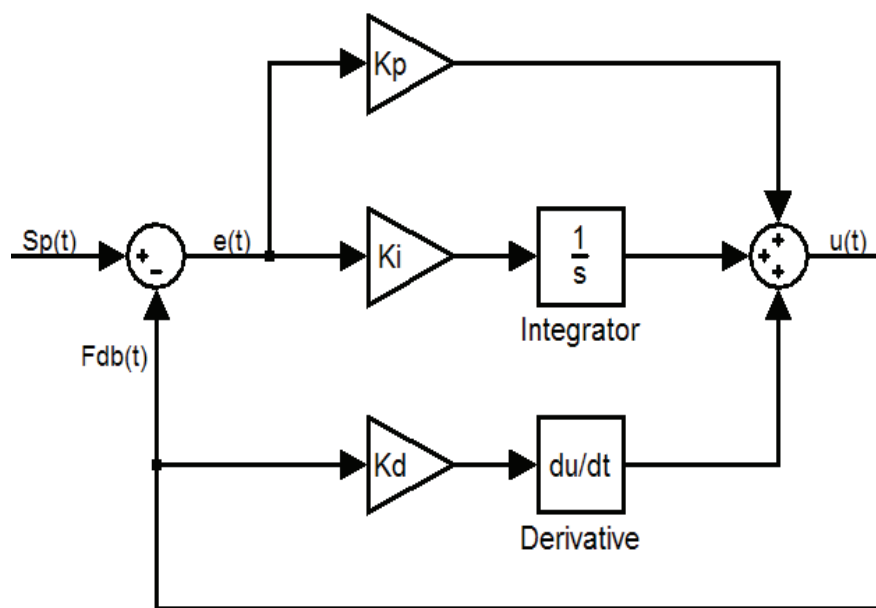 Kp
Sp(t)
+
-
e(t)
Ki
1
s
Integrator
+
+
+
u(t)
Fdb(t)
Kd
du/dt
Derivative